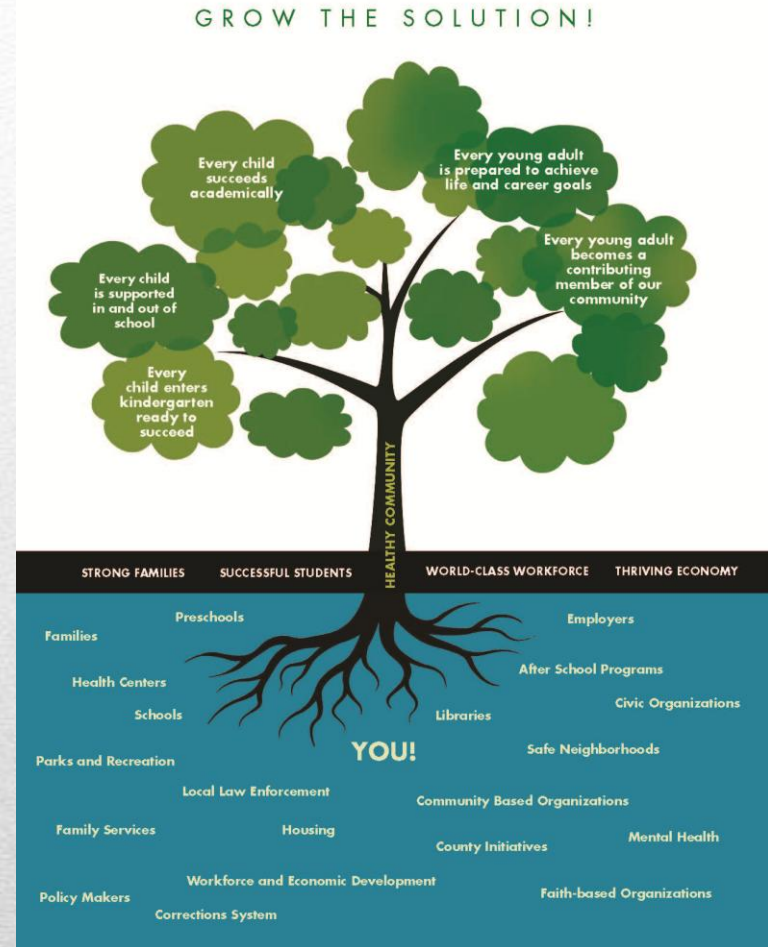 GROW THE SOLUTION!
Every child
succeeds
academically
Every young adult
is prepared to achieve
life and career goals
Every child
is supported
in and out of
school
Every young adult
becomes a
contributing
member of our
community
Every
child enters
kindergarten
ready to
succeed
HEALTHY COMMUNITY
STRONG FAMILIES
SUCCESSFUL STUDENTS
WORLD-CLASS WORKFORCE
THRIVING ECONOMY
Preschools
Employers
Families
After School Programs
Health Centers
Civic Organizations
Schools
Libraries
YOU!
Safe Neighborhoods
Parks and Recreation
Local Law Enforcement
Community Based Organizations
Family Services
Housing
Mental Health
County Initiatives
Workforce and Economic Development
Faith-based Organizations
Policy Makers
Corrections System